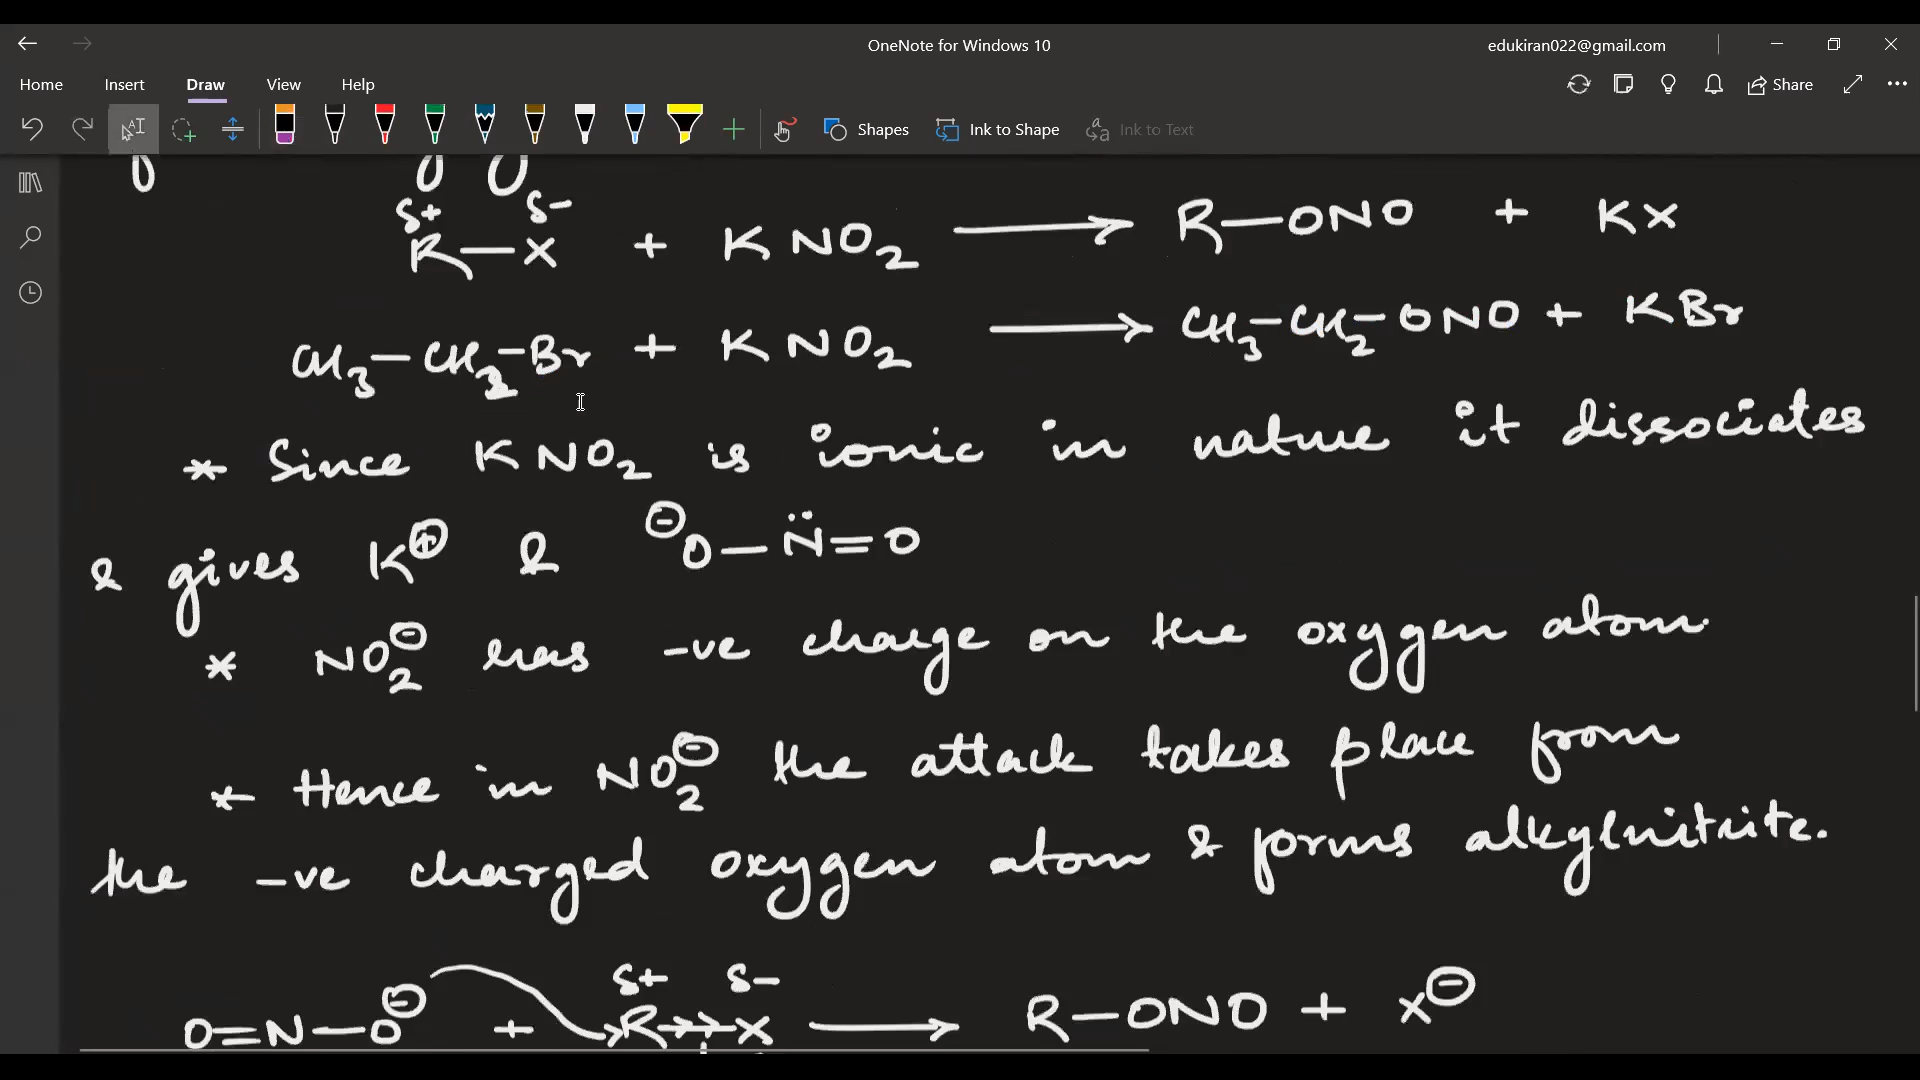 OneNote for Windows 10
edukiran022@gmail.com
Home Insert Draw View Help
Share
Shapes Ink to Shape Ink to Text
δ+ δ-
R-X + KNO2 → R-ONO + KX
CH3-CH2-Br + KNO2 → CH3-CH2-ONO + KBr
* Since KNO2 is ionic in nature it dissociates
& gives K⊕ & ⊖O-N̈=O
* NO2⊖ has -ve charge on the oxygen atom.
* Hence in NO2⊖ the attack takes place from
the -ve charged oxygen atom & forms alkylnitrite.
δ+ δ-
O=N-O⊖ + R→→X → R-ONO + X⊖